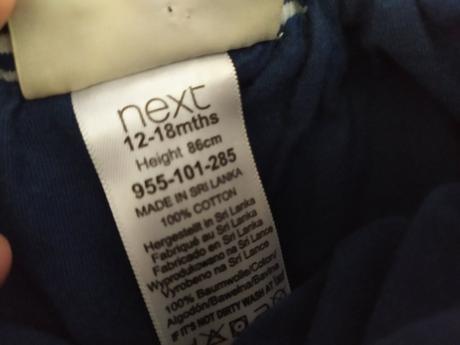 next
12-18mths
Height 86cm
955-101-285
MADE IN SRI LANKA
100% COTTON
Hergestellt in Sri Lanka
Fabriqué au Sri Lanka
Fabricado en Sri Lanka
Wyprodukowano na Sri Lance
Vyrobeno na Srí Lance
100% Baumwolle/Coton/
Algodón/Bawełna/Bavlna
IF IT'S NOT DIRTY WASH AT